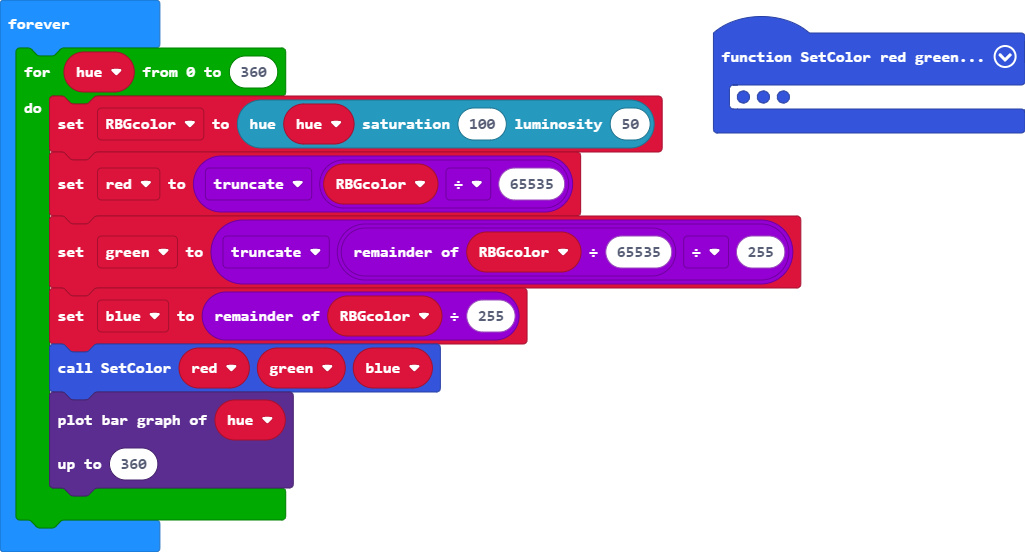 forever
for hue from 0 to 360
do
set RBGcolor to hue hue saturation 100 luminosity 50
set red to truncate RBGcolor ÷ 65535
set green to truncate remainder of RBGcolor ÷ 65535 ÷ 255
set blue to remainder of RBGcolor ÷ 255
call SetColor red green blue
plot bar graph of hue
up to 360
function SetColor red green...